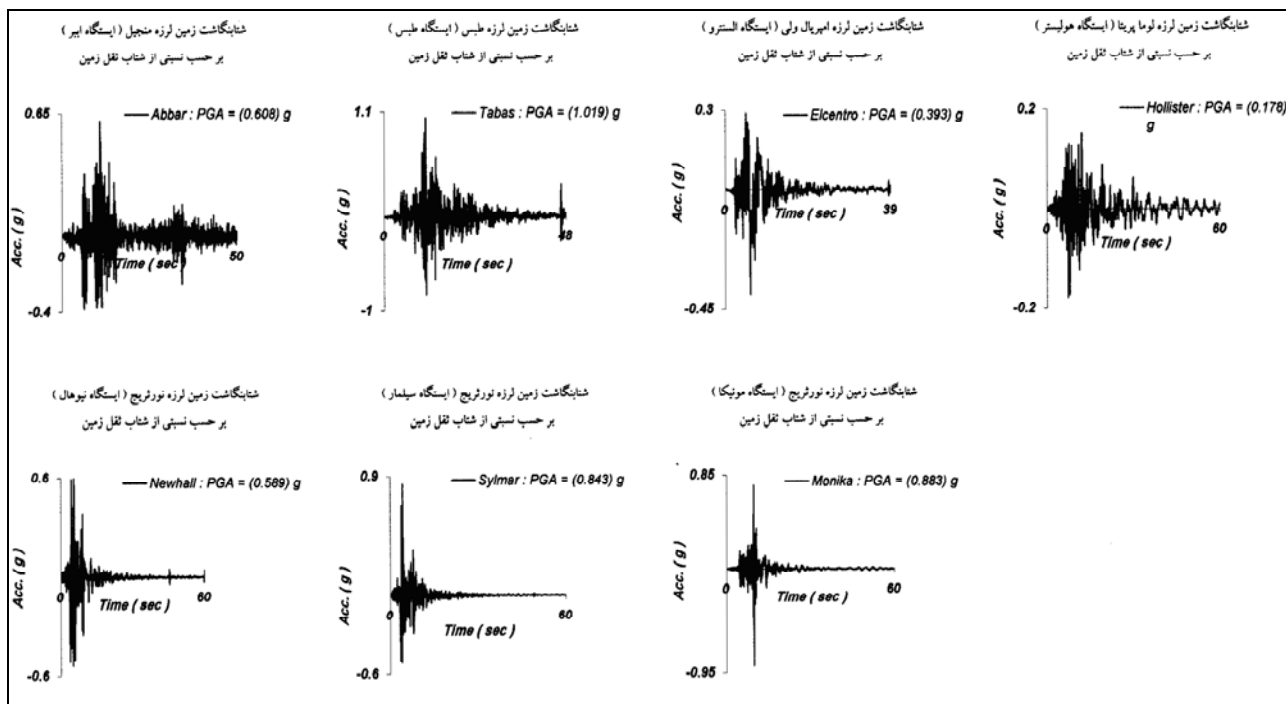 شتابنگاشت زمین لرزه منجیل ( ایستگاه اببر )
بر حسب نسبتی از شتاب ثقل زمین
0.65
Abbar : PGA = (0.608) g
Acc. ( g )
0
50
Time ( sec )
-0.4
شتابنگاشت زمین لرزه طبس ( ایستگاه طبس )
بر حسب نسبتی از شتاب ثقل زمین
1.1
Tabas : PGA = (1.019) g
Acc. ( g )
0
48
Time ( sec )
-1
شتابنگاشت زمین لرزه امپریال ولی ( ایستگاه السنترو )
بر حسب نسبتی از شتاب ثقل زمین
0.3
Elcentro : PGA = (0.393) g
Acc. ( g )
0
Time ( sec )
39
-0.45
شتابنگاشت زمین لرزه لوما پریتا ( ایستگاه هولیستر )
بر حسب نسبتی از شتاب ثقل زمین
0.2
Hollister : PGA = (0.178)
g
Acc. ( g )
0
60
Time ( sec )
-0.2
شتابنگاشت زمین لرزه نورثریج ( ایستگاه نیوهال )
بر حسب نسبتی از شتاب ثقل زمین
0.6
Newhall : PGA = (0.589) g
Acc. ( g )
0
60
Time ( sec )
-0.6
شتابنگاشت زمین لرزه نورثریج ( ایستگاه سیلمار )
بر حسب نسبتی از شتاب ثقل زمین
0.9
Sylmar : PGA = (0.843) g
Acc. ( g )
0
60
Time ( sec )
-0.6
شتابنگاشت زمین لرزه نورثریج ( ایستگاه مونیکا )
بر حسب نسبتی از شتاب ثقل زمین
0.85
Monika : PGA = (0.883) g
Acc. ( g )
0
60
Time ( sec )
-0.95